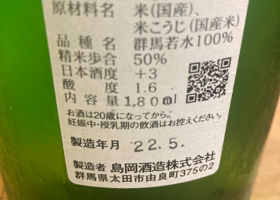 原材料名 米(国産)、
米こうじ(国産米)
品種名 群馬若水100%
精米歩合 50%
日本酒度 +3
酸度 1.6
内容量 1,80㎖
お酒は20歳になってから。
妊娠中・授乳期の飲酒はお控えください。
製造年月 '22.5.
製造者 島岡酒造株式会社
群馬県太田市由良町375の2